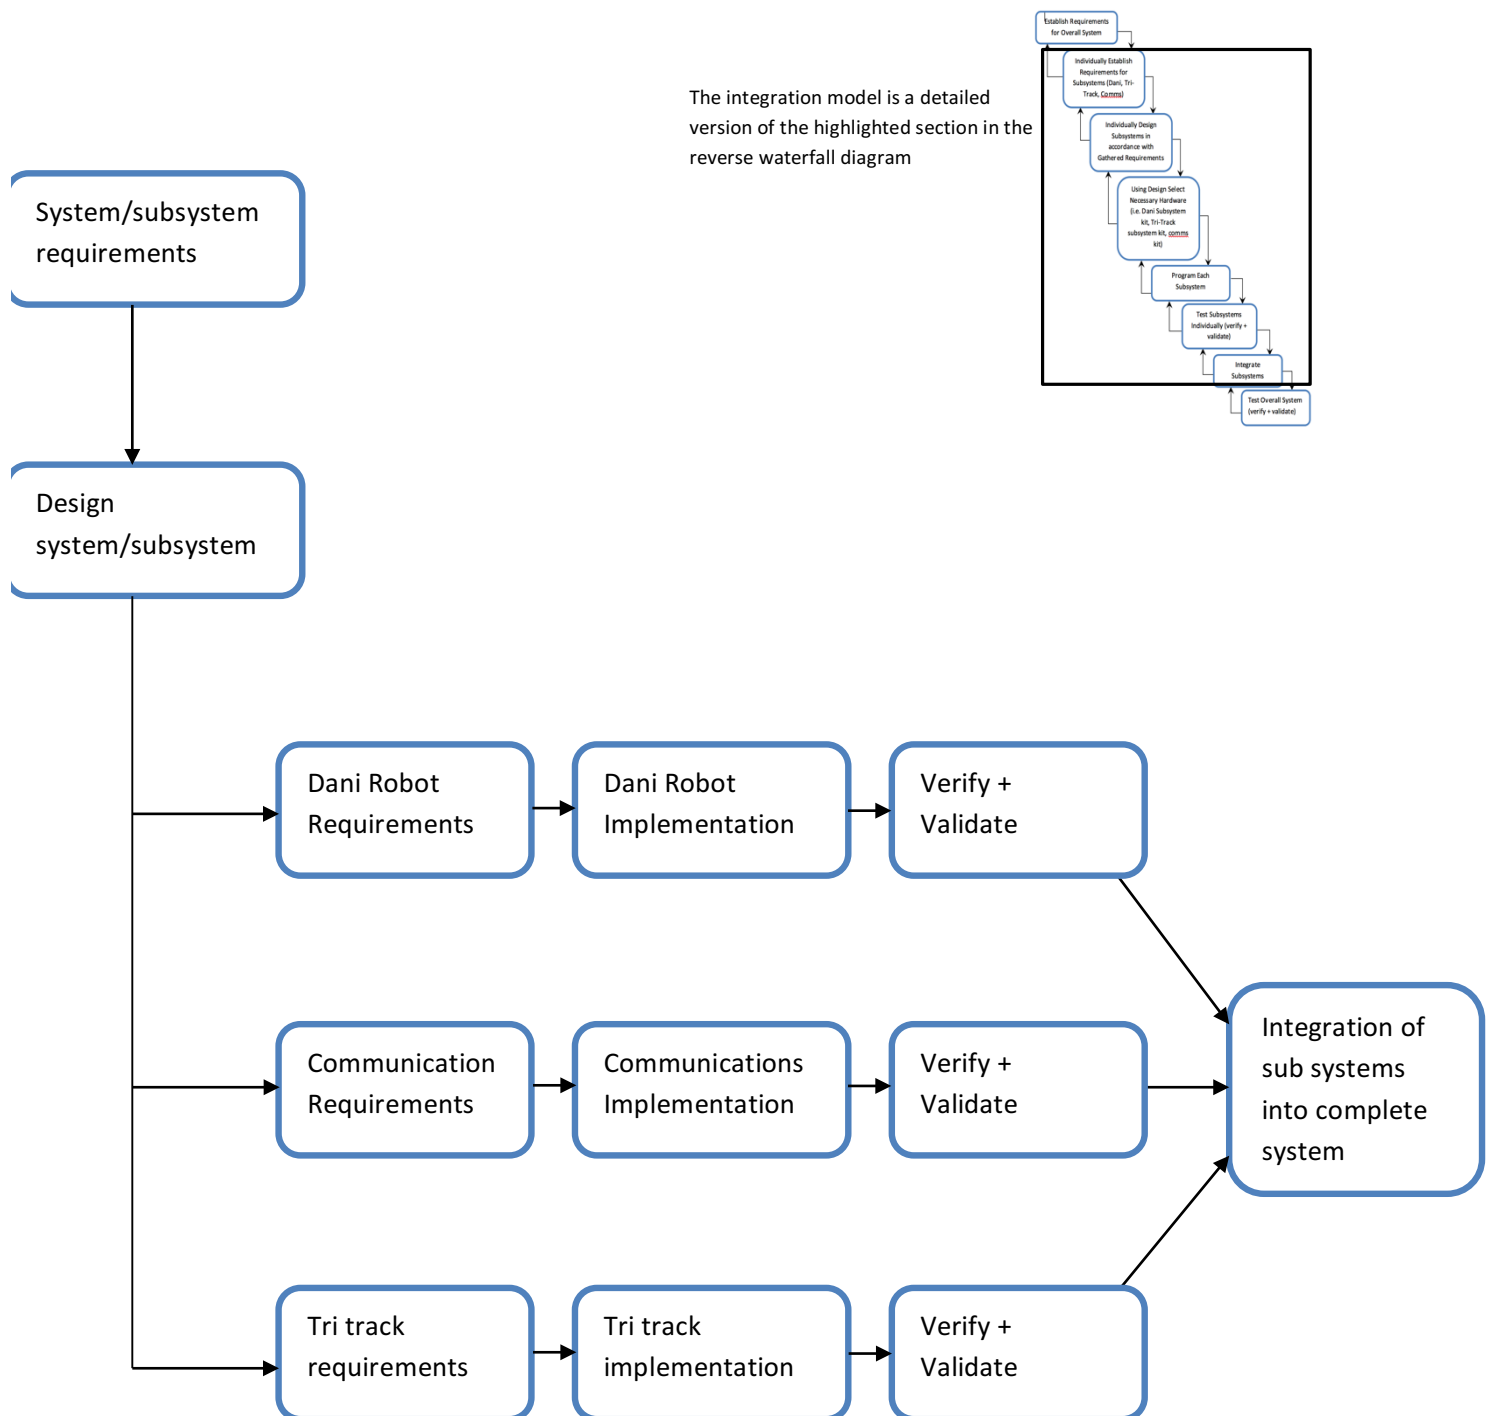 Establish Requirements
for Overall System
Individually Establish
Requirements for
Subsystems (Dani, Tri-
Track, Comms)
The integration model is a detailed
version of the highlighted section in the
reverse waterfall diagram
Individually Design
Subsystems in
accordance with
Gathered Requirements
Using Design Select
Necessary Hardware
(i.e. Dani Subsystem
kit, Tri-Track
subsystem kit, comms
kit)
Program Each
Subsystem
Test Subsystems
Individually (verify +
validate)
Integrate
Subsystems
Test Overall System
(verify + validate)
System/subsystem
requirements
Design
system/subsystem
Dani Robot
Requirements
Dani Robot
Implementation
Verify +
Validate
Communication
Requirements
Communications
Implementation
Verify +
Validate
Integration of
sub systems
into complete
system
Tri track
requirements
Tri track
implementation
Verify +
Validate